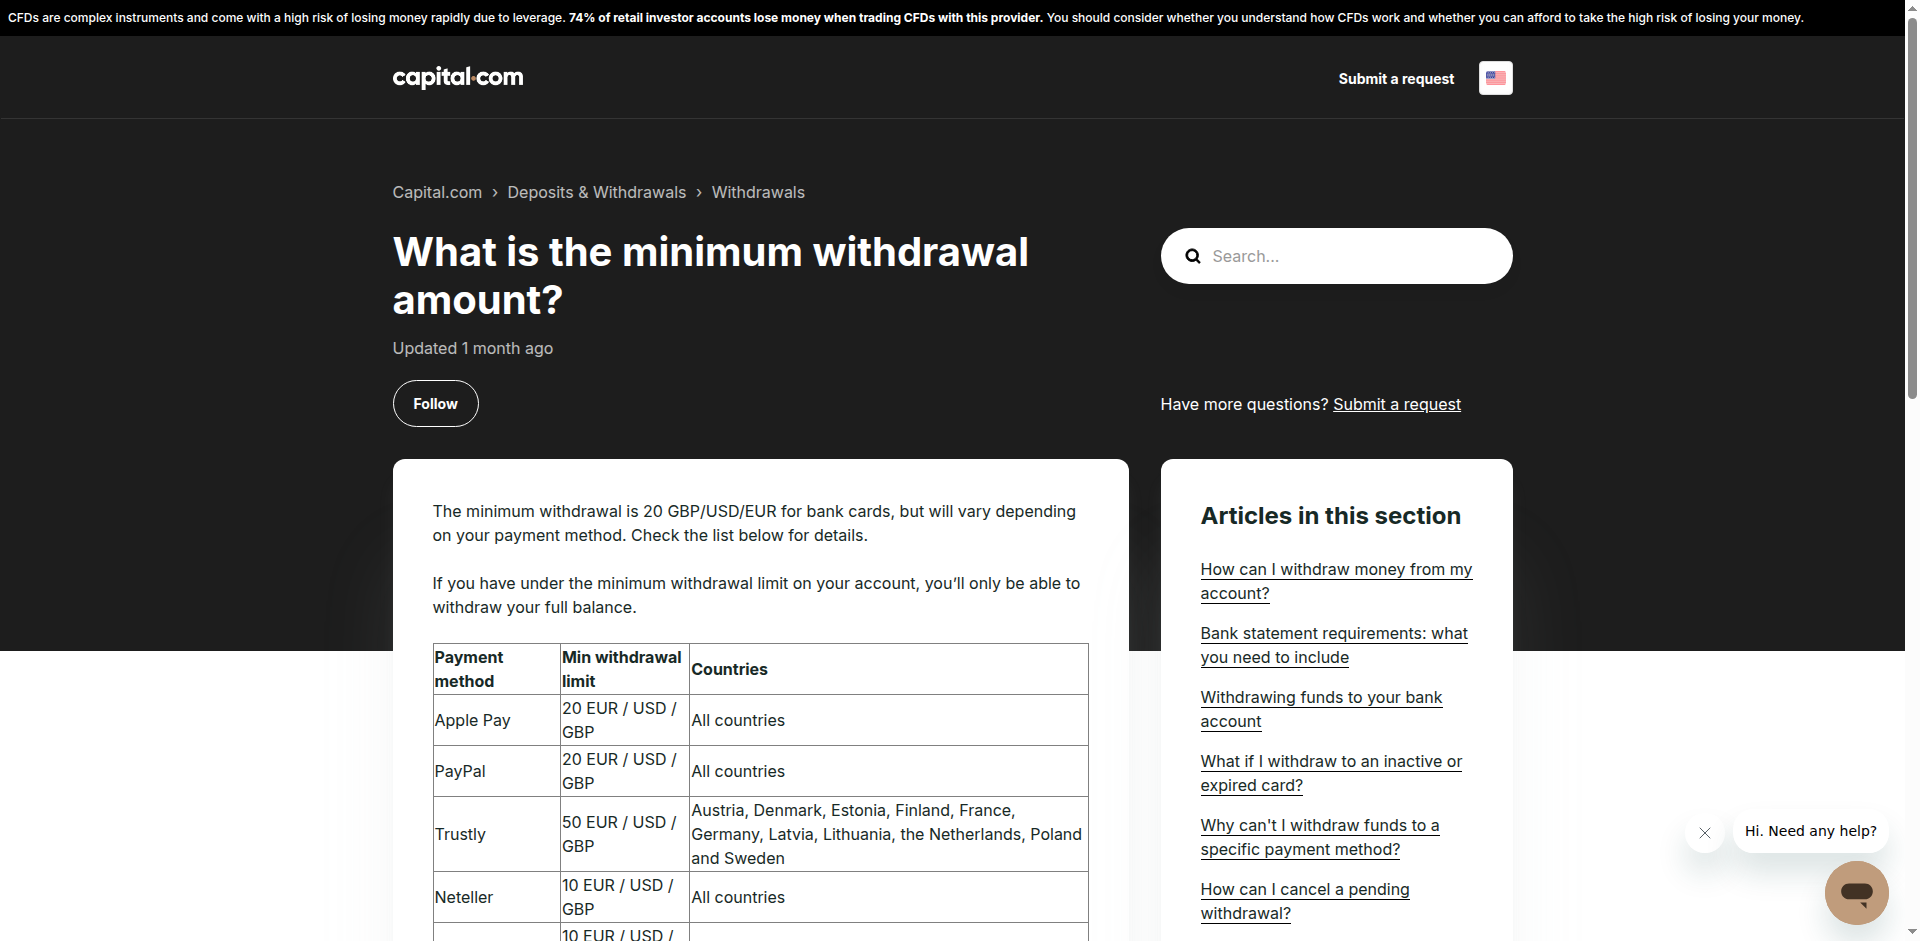 CFDs are complex instruments and come with a high risk of losing money rapidly due to leverage. 74% of retail investor accounts lose money when trading CFDs with this provider. You should consider whether you understand how CFDs work and whether you can afford to take the high risk of losing your money.
capital.com
Submit a request
Capital.com › Deposits & Withdrawals › Withdrawals
What is the minimum withdrawal
amount?
Search...
Updated 1 month ago
Follow
Have more questions? Submit a request
The minimum withdrawal is 20 GBP/USD/EUR for bank cards, but will vary depending
on your payment method. Check the list below for details.
If you have under the minimum withdrawal limit on your account, you’ll only be able to
withdraw your full balance.
Payment
method
Min withdrawal
limit
Countries
Apple Pay
20 EUR / USD /
GBP
All countries
PayPal
20 EUR / USD /
GBP
All countries
Trustly
50 EUR / USD /
GBP
Austria, Denmark, Estonia, Finland, France,
Germany, Latvia, Lithuania, the Netherlands, Poland
and Sweden
Neteller
10 EUR / USD /
GBP
All countries
10 EUR / USD /
Articles in this section
How can I withdraw money from my
account?
Bank statement requirements: what
you need to include
Withdrawing funds to your bank
account
What if I withdraw to an inactive or
expired card?
Why can't I withdraw funds to a
specific payment method?
How can I cancel a pending
withdrawal?
Hi. Need any help?